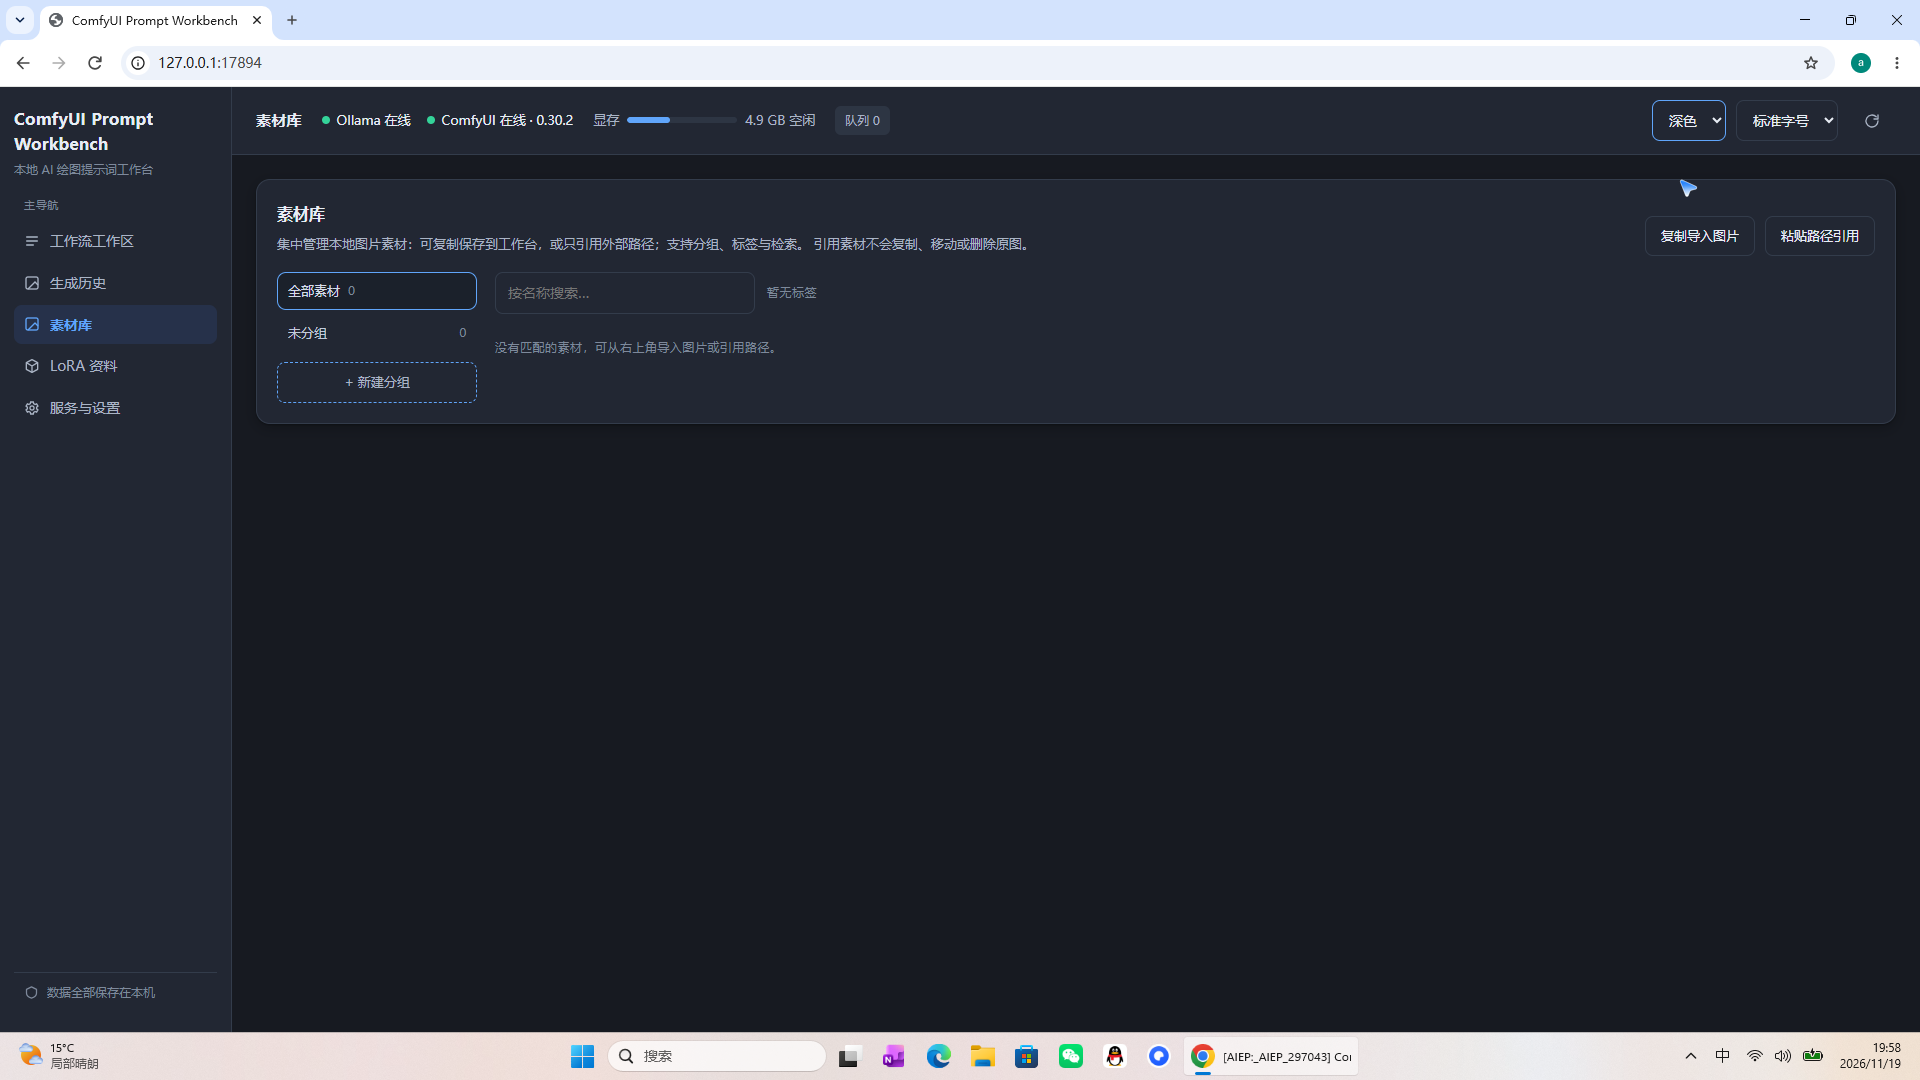 ComfyUI Prompt Workbench
127.0.0.1:17894
a
ComfyUI Prompt
Workbench
本地 AI 绘图提示词工作台
主导航
工作流工作区
生成历史
素材库
LoRA 资料
服务与设置
数据全部保存在本机
素材库
Ollama 在线
ComfyUI 在线 · 0.30.2
显存
4.9 GB 空闲
队列 0
深色
标准字号
素材库
集中管理本地图片素材：可复制保存到工作台，或只引用外部路径；支持分组、标签与检索。 引用素材不会复制、移动或删除原图。
复制导入图片
粘贴路径引用
全部素材 0
未分组 0
+ 新建分组
按名称搜索...
暂无标签
没有匹配的素材，可从右上角导入图片或引用路径。
15°C
局部晴朗
搜索
N
[AIEP:_AIEP_297043] Coi
中
19:58
2026/11/19